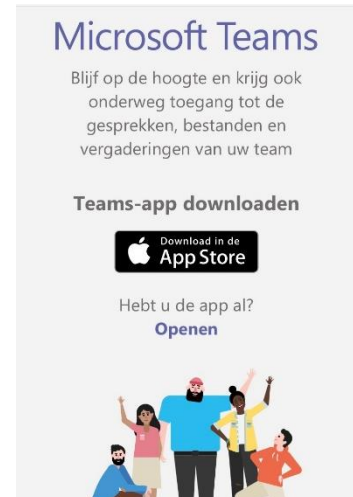 Microsoft Teams
Blijf op de hoogte en krijg ook
onderweg toegang tot de
gesprekken, bestanden en
vergaderingen van uw team
Teams-app downloaden
Download in de
App Store
Hebt u de app al?
Openen